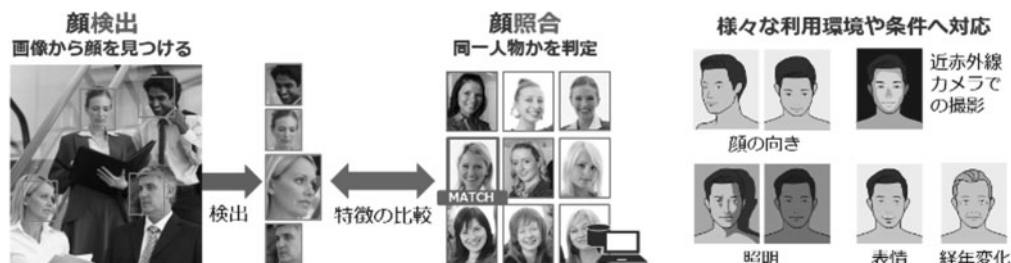 顔検出
画像から顔を見つける
検出
特徴の比較
顔照合
同一人物かを判定
MATCH
様々な利用環境や条件へ対応
顔の向き
近赤外線
カメラで
の撮影
照明
表情
経年変化